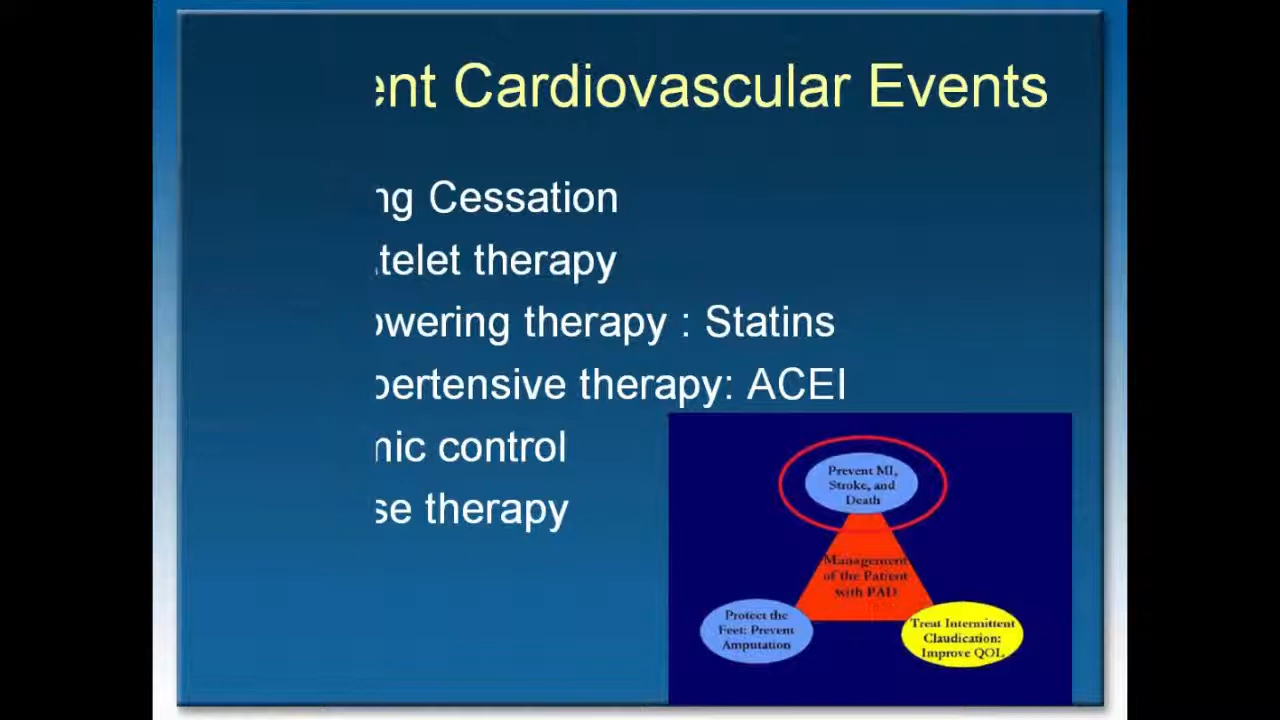 ent Cardiovascular Events
ng Cessation
telet therapy
owering therapy : Statins
pertensive therapy: ACEI
mic control
se therapy
Prevent MI,
Stroke, and
Death
Management
of the Patient
with PAD
Protect the
Feet: Prevent
Amputation
Treat Intermittent
Claudication:
Improve QOL